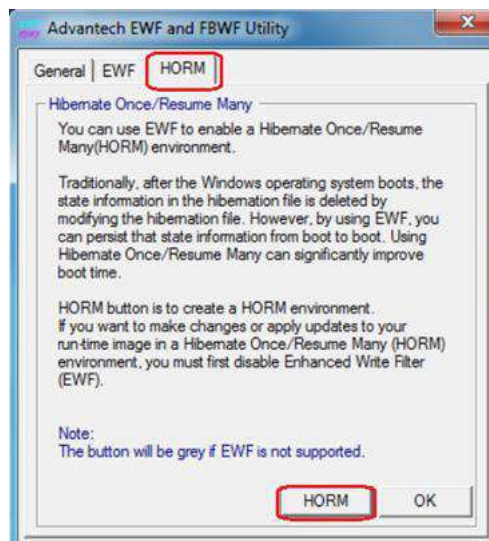 Advantech EWF and FBWF Utility
General EWF HORM
Hibernate Once/Resume Many
You can use EWF to enable a Hibernate Once/Resume
Many(HORM) environment.
Traditionally, after the Windows operating system boots, the
state information in the hibernation file is deleted by
modifying the hibernation file. However, by using EWF, you
can persist that state information from boot to boot. Using
Hibernate Once/Resume Many can significantly improve
boot time.
HORM button is to create a HORM environment.
If you want to make changes or apply updates to your
run-time image in a Hibernate Once/Resume Many (HORM)
environment, you must first disable Enhanced Write Filter
(EWF).
Note:
The button will be grey if EWF is not supported.
HORM OK